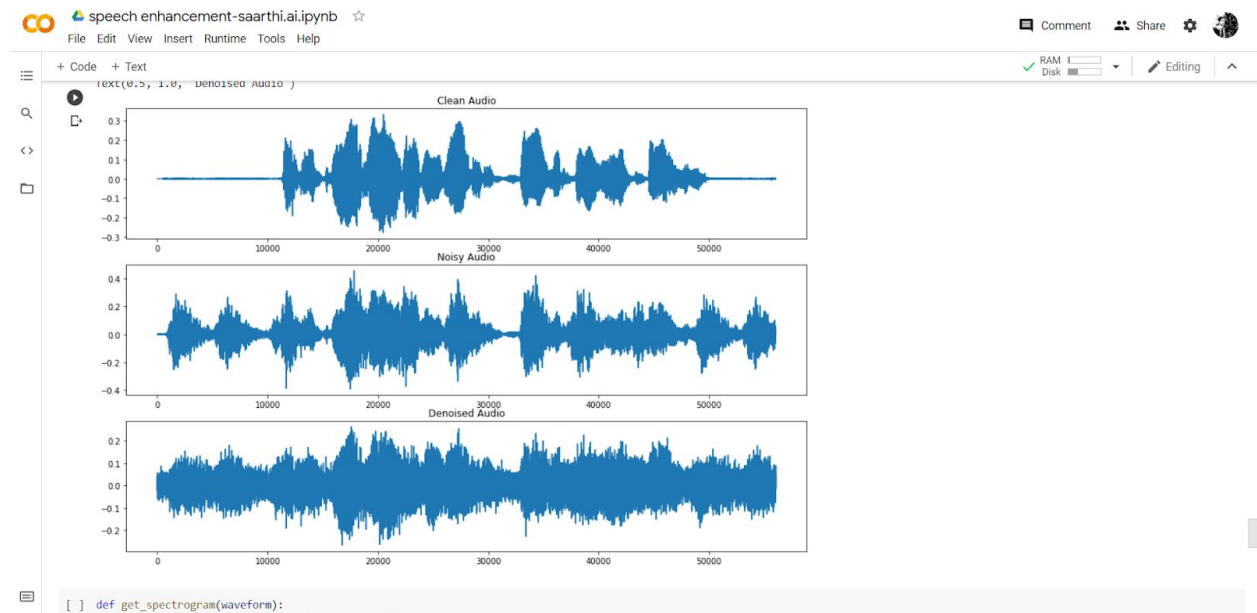 speech enhancement-saarthi.ai.ipynb
File Edit View Insert Runtime Tools Help
Comment Share
+ Code + Text
RAM
Disk
Editing
Text(0.5, 1.0, 'Denoised Audio')
Clean Audio
0.3
0.2
0.1
0.0
−0.1
−0.2
−0.3
0 10000 20000 30000 40000 50000
Noisy Audio
0.4
0.2
0.0
−0.2
−0.4
0 10000 20000 30000 40000 50000
Denoised Audio
0.2
0.1
0.0
−0.1
−0.2
0 10000 20000 30000 40000 50000
[ ] def get_spectrogram(waveform):